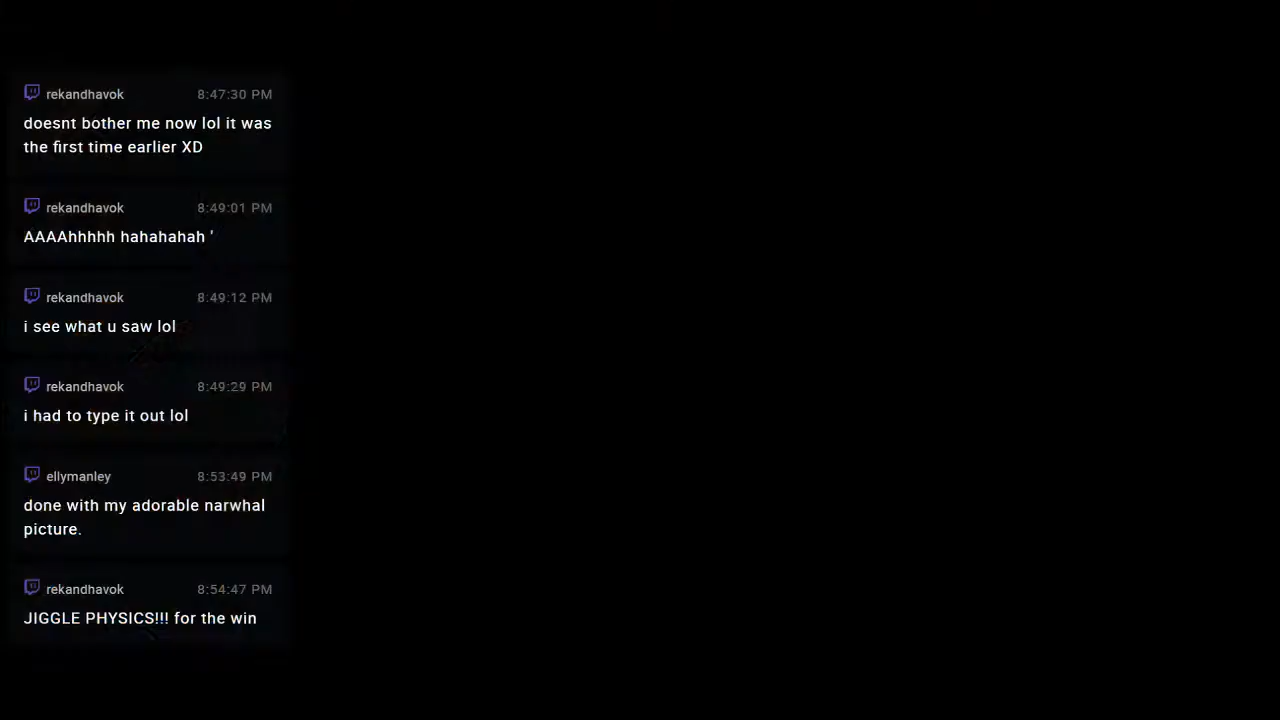 rekandhavok 8:47:30 PM
doesnt bother me now lol it was
the first time earlier XD
rekandhavok 8:49:01 PM
AAAAhhhhh hahahahah '
rekandhavok 8:49:12 PM
i see what u saw lol
rekandhavok 8:49:29 PM
i had to type it out lol
ellymanley 8:53:49 PM
done with my adorable narwhal
picture.
rekandhavok 8:54:47 PM
JIGGLE PHYSICS!!! for the win